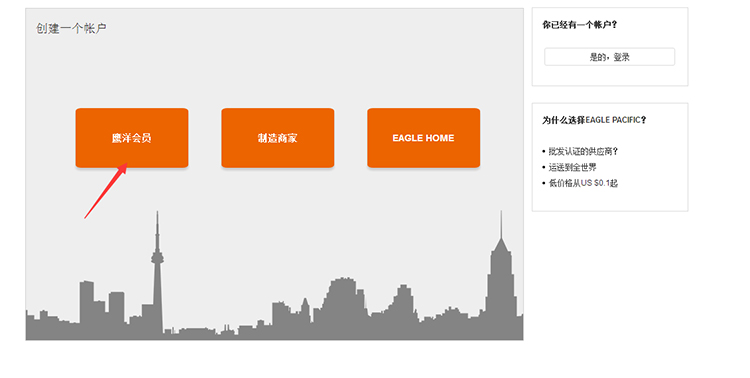 创建一个帐户
鹰洋会员
制造商家
EAGLE HOME
你已经有一个帐户？
是的，登录
为什么选择EAGLE PACIFIC？
批发认证的供应商？
运送到全世界
低价格从US $0.1起